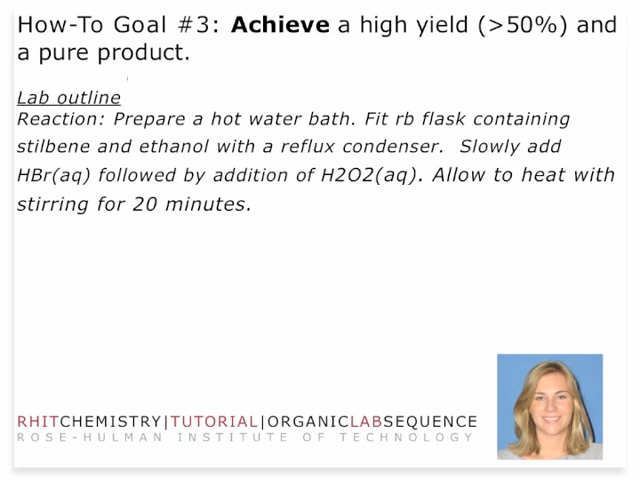 How-To Goal #3: Achieve a high yield (>50%) and
a pure product.
Lab outline
Reaction: Prepare a hot water bath. Fit rb flask containing
stilbene and ethanol with a reflux condenser. Slowly add
HBr(aq) followed by addition of H2O2(aq). Allow to heat with
stirring for 20 minutes.
RHITCHEMISTRY|TUTORIAL|ORGANICLABSEQUENCE
ROSE-HULMAN INSTITUTE OF TECHNOLOGY